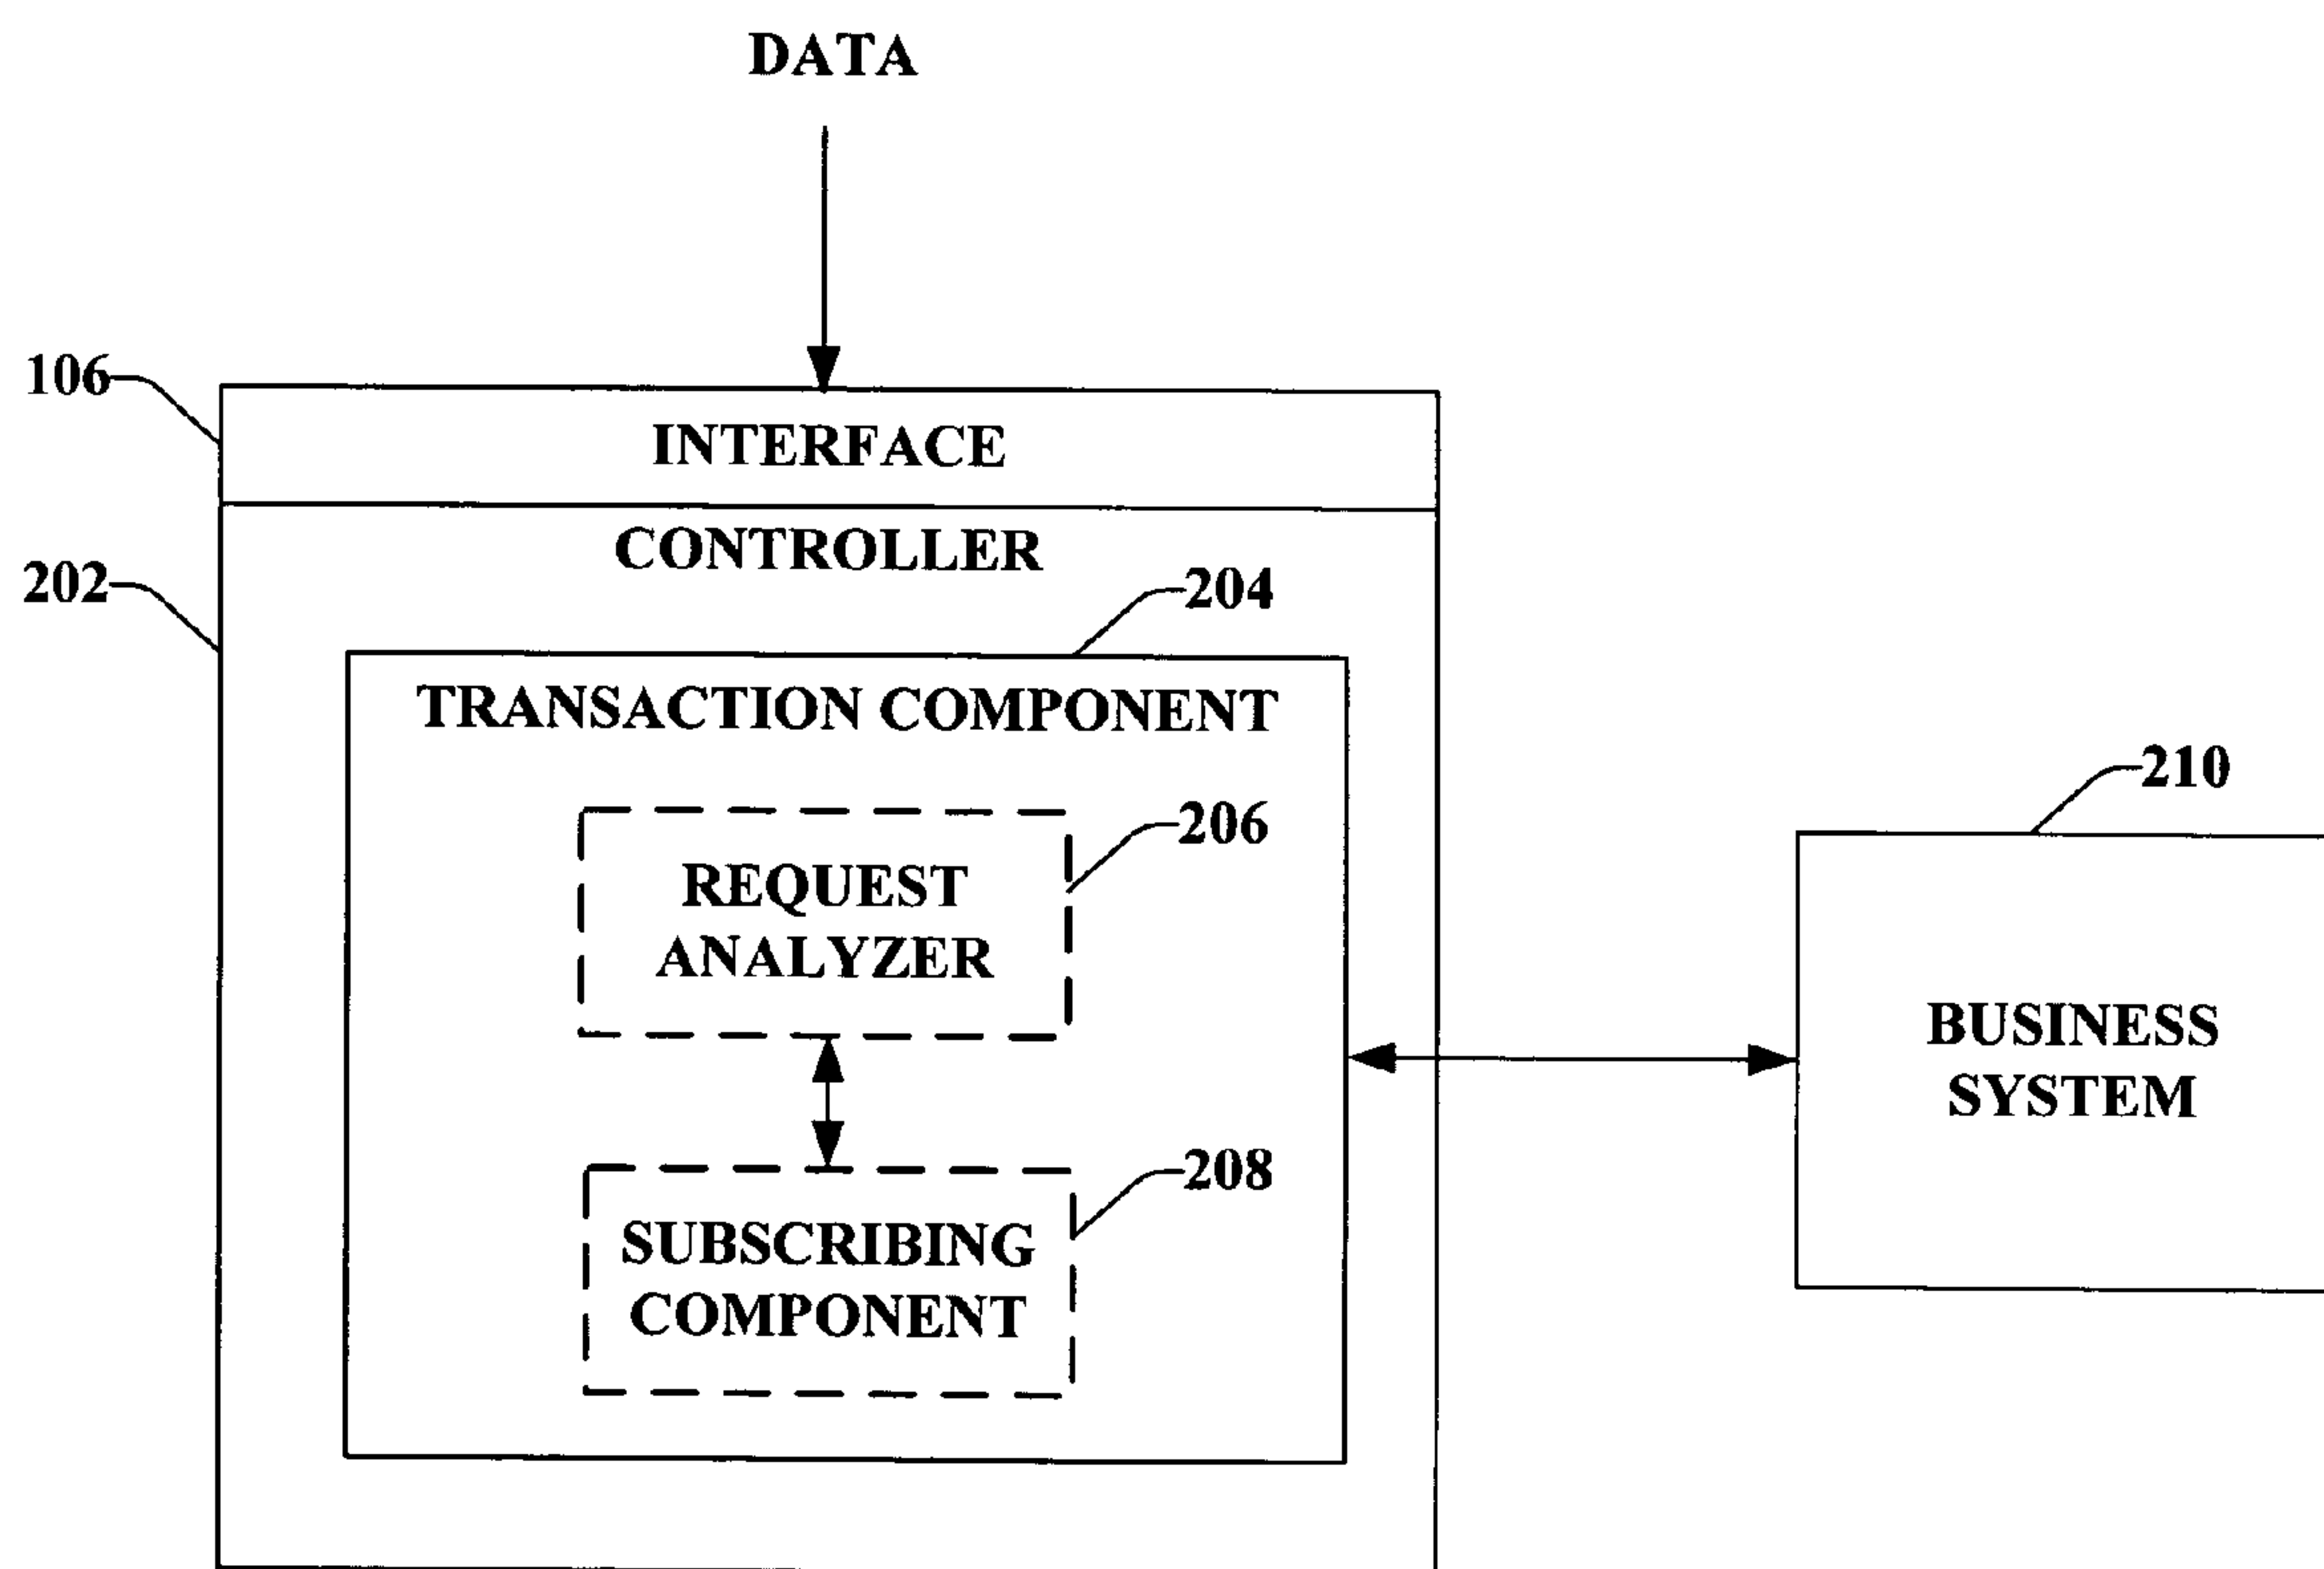 DATA
106
INTERFACE
CONTROLLER
202
204
TRANSACTION COMPONENT
210
206
REQUEST
ANALYZER
BUSINESS
SYSTEM
208
SUBSCRIBING
COMPONENT